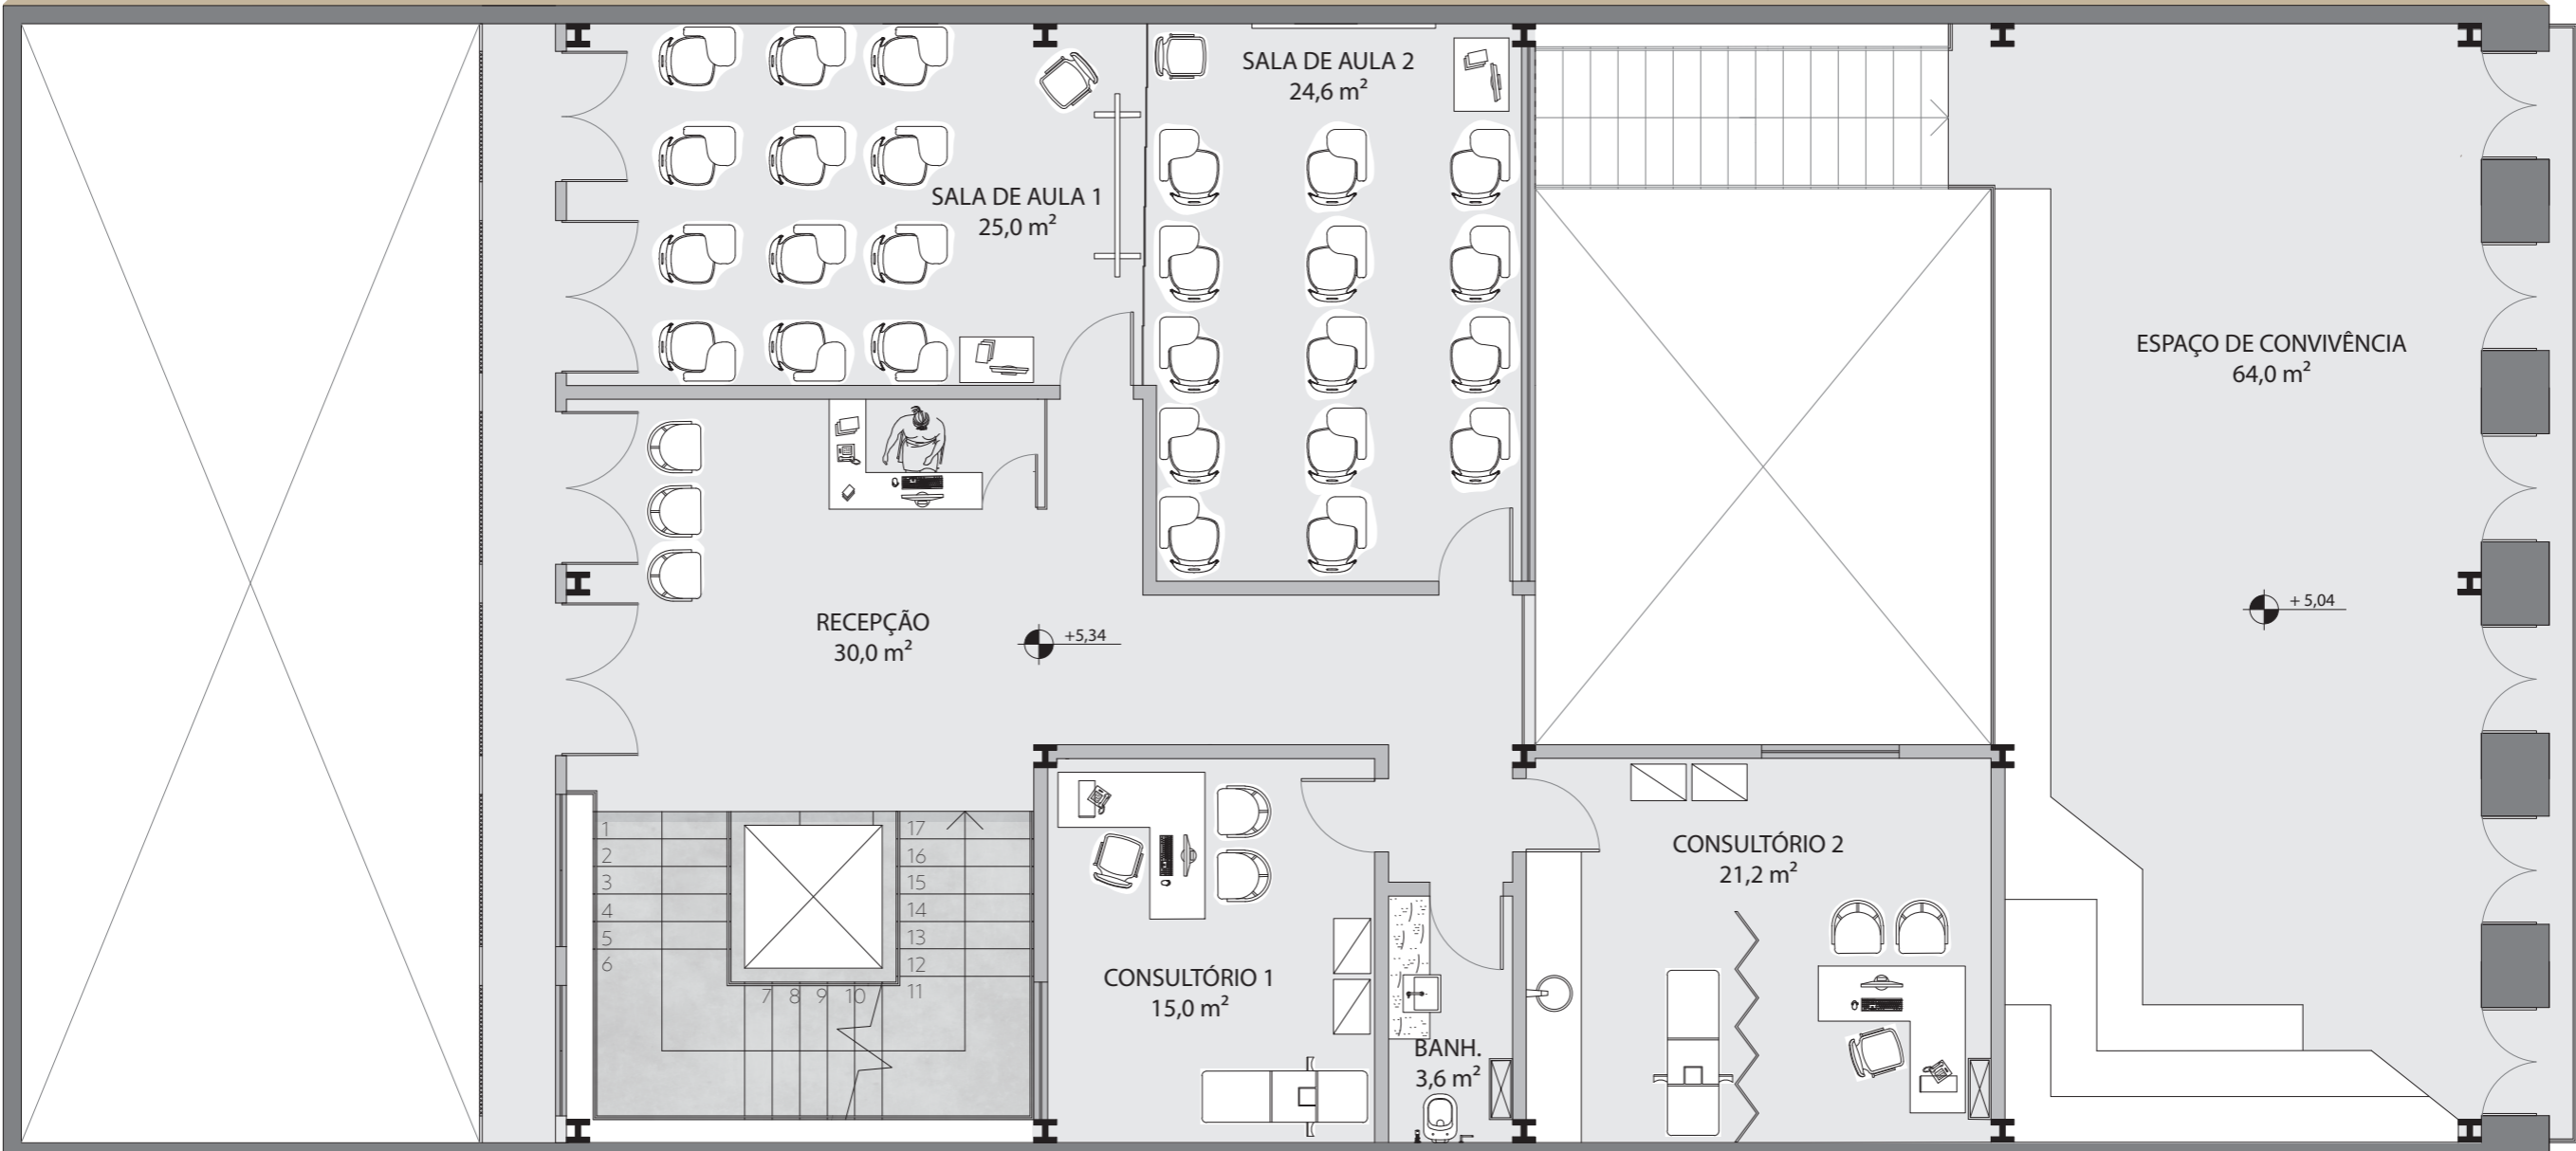 SALA DE AULA 2
24,6 m²
SALA DE AULA 1
25,0 m²
ESPAÇO DE CONVIVÊNCIA
64,0 m²
+ 5,04
RECEPÇÃO
30,0 m²
+5,34
1
2
3
4
5
6
7 8 9 10
11
12
13
14
15
16
17
CONSULTÓRIO 1
15,0 m²
BANH.
3,6 m²
CONSULTÓRIO 2
21,2 m²